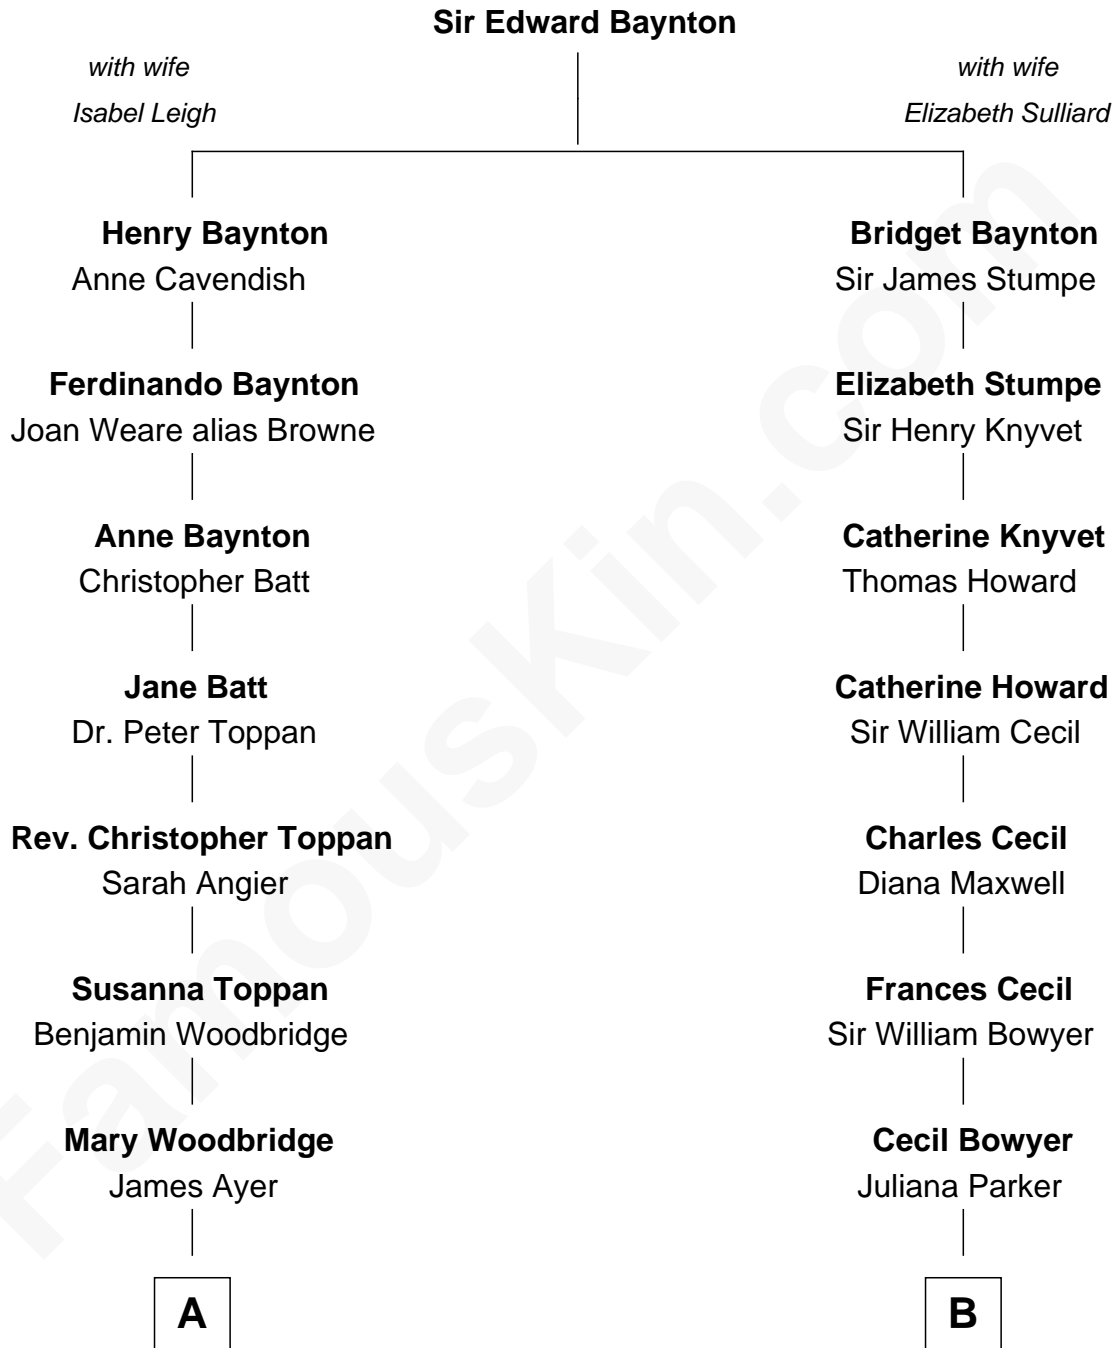 Sir Edward Baynton
with wife
Isabel Leigh
with wife
Elizabeth Sulliard
Henry Baynton
Anne Cavendish
Bridget Baynton
Sir James Stumpe
Ferdinando Baynton
Joan Weare alias Browne
Elizabeth Stumpe
Sir Henry Knyvet
Anne Baynton
Christopher Batt
Catherine Knyvet
Thomas Howard
Jane Batt
Dr. Peter Toppan
Catherine Howard
Sir William Cecil
Rev. Christopher Toppan
Sarah Angier
Charles Cecil
Diana Maxwell
Susanna Toppan
Benjamin Woodbridge
Frances Cecil
Sir William Bowyer
Mary Woodbridge
James Ayer
Cecil Bowyer
Juliana Parker
A
B
FamousKin.com